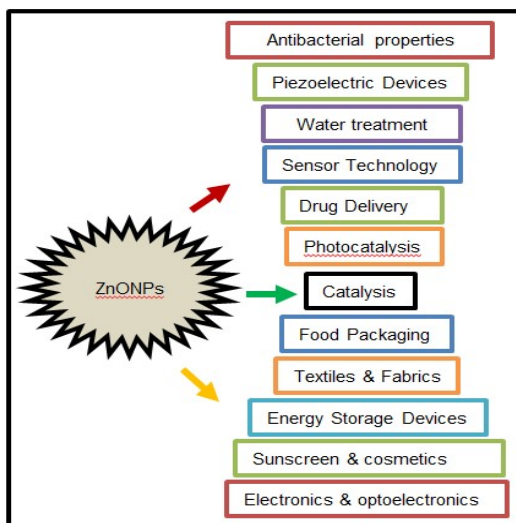 Antibacterial properties
Piezoelectric Devices
Water treatment
Sensor Technology
Drug Delivery
Photocatalysis
ZnONPs
Catalysis
Food Packaging
Textiles & Fabrics
Energy Storage Devices
Sunscreen & cosmetics
Electronics & optoelectronics